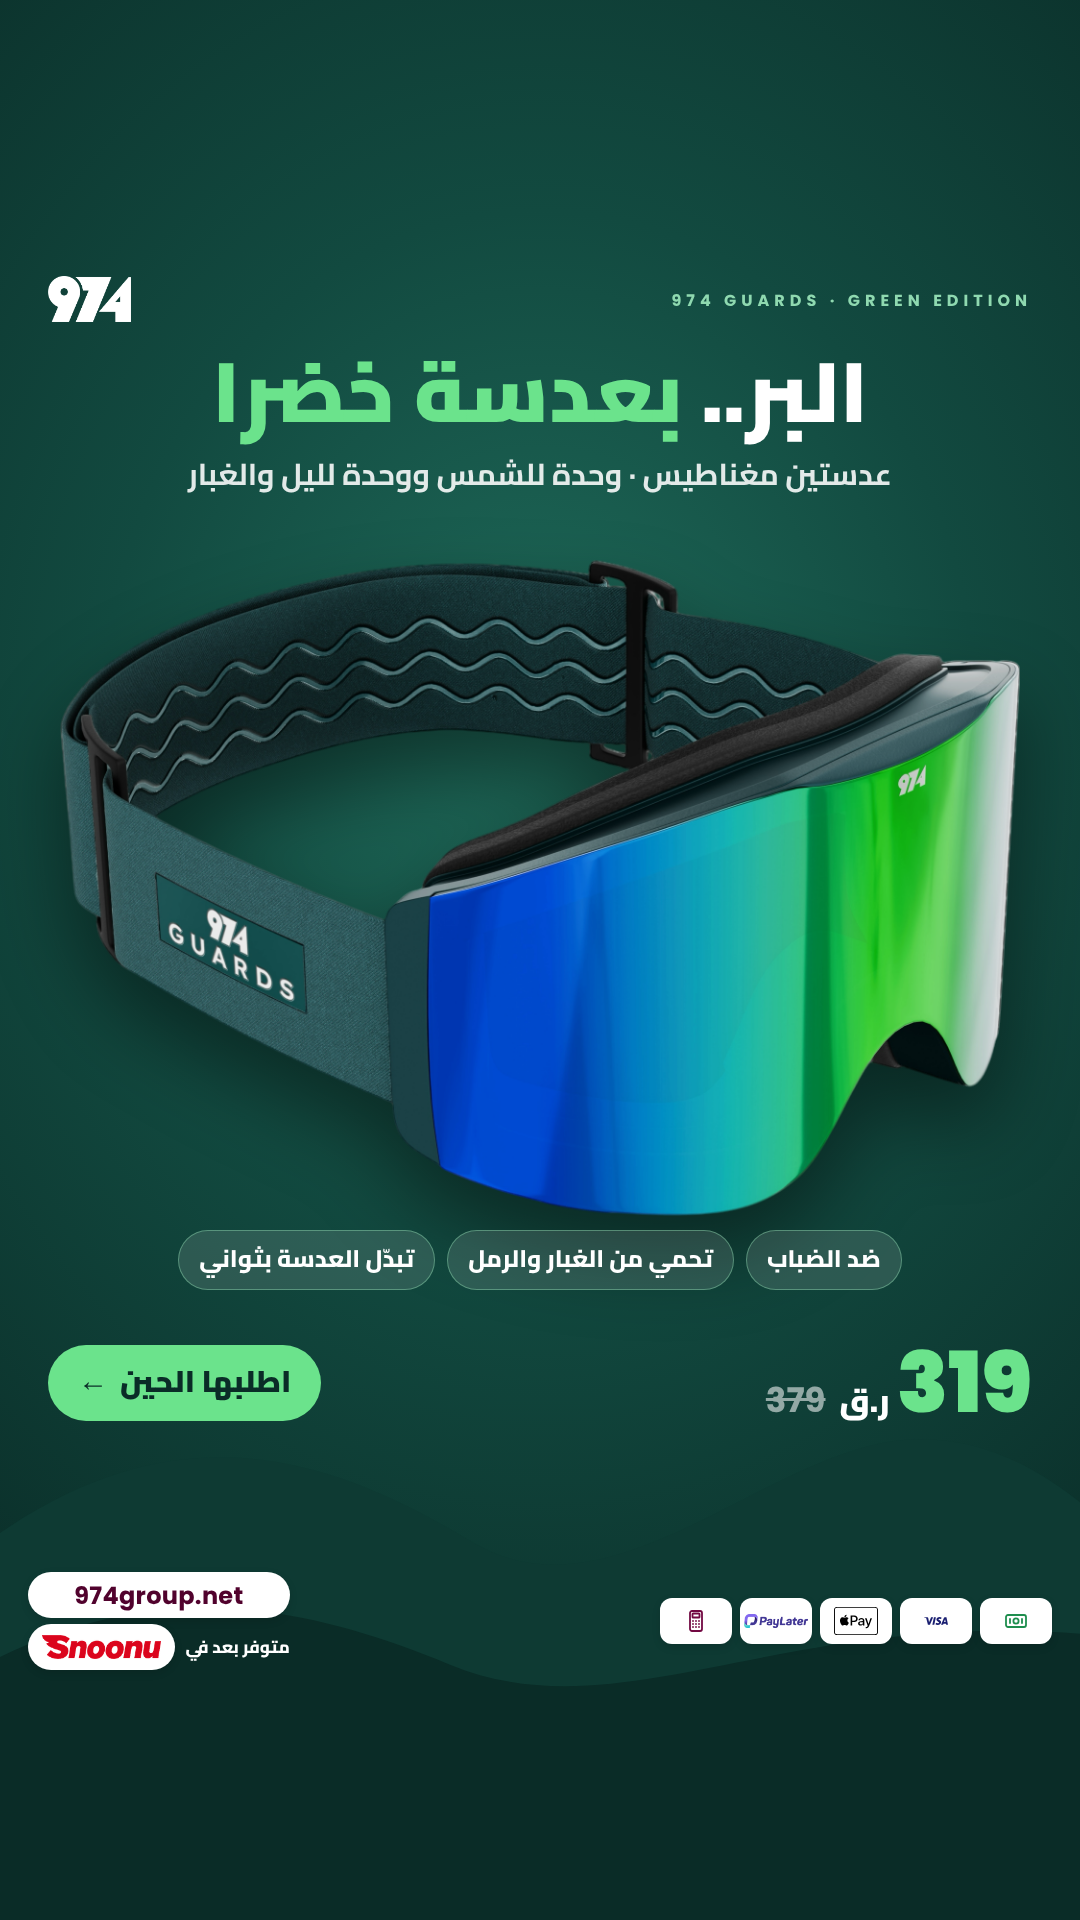 974
974 GUARDS · GREEN EDITION
البر.. بعدسة خضرا
عدستين مغناطيس · وحدة للشمس ووحدة لليل والغبار
974
974
GUARDS
ضد الضباب
تحمي من الغبار والرمل
تبدّل العدسة بثواني
319 ر.ق 379
اطلبها الحين ←
974group.net
متوفر بعد في Snoonu
PayLater
Pay
VISA